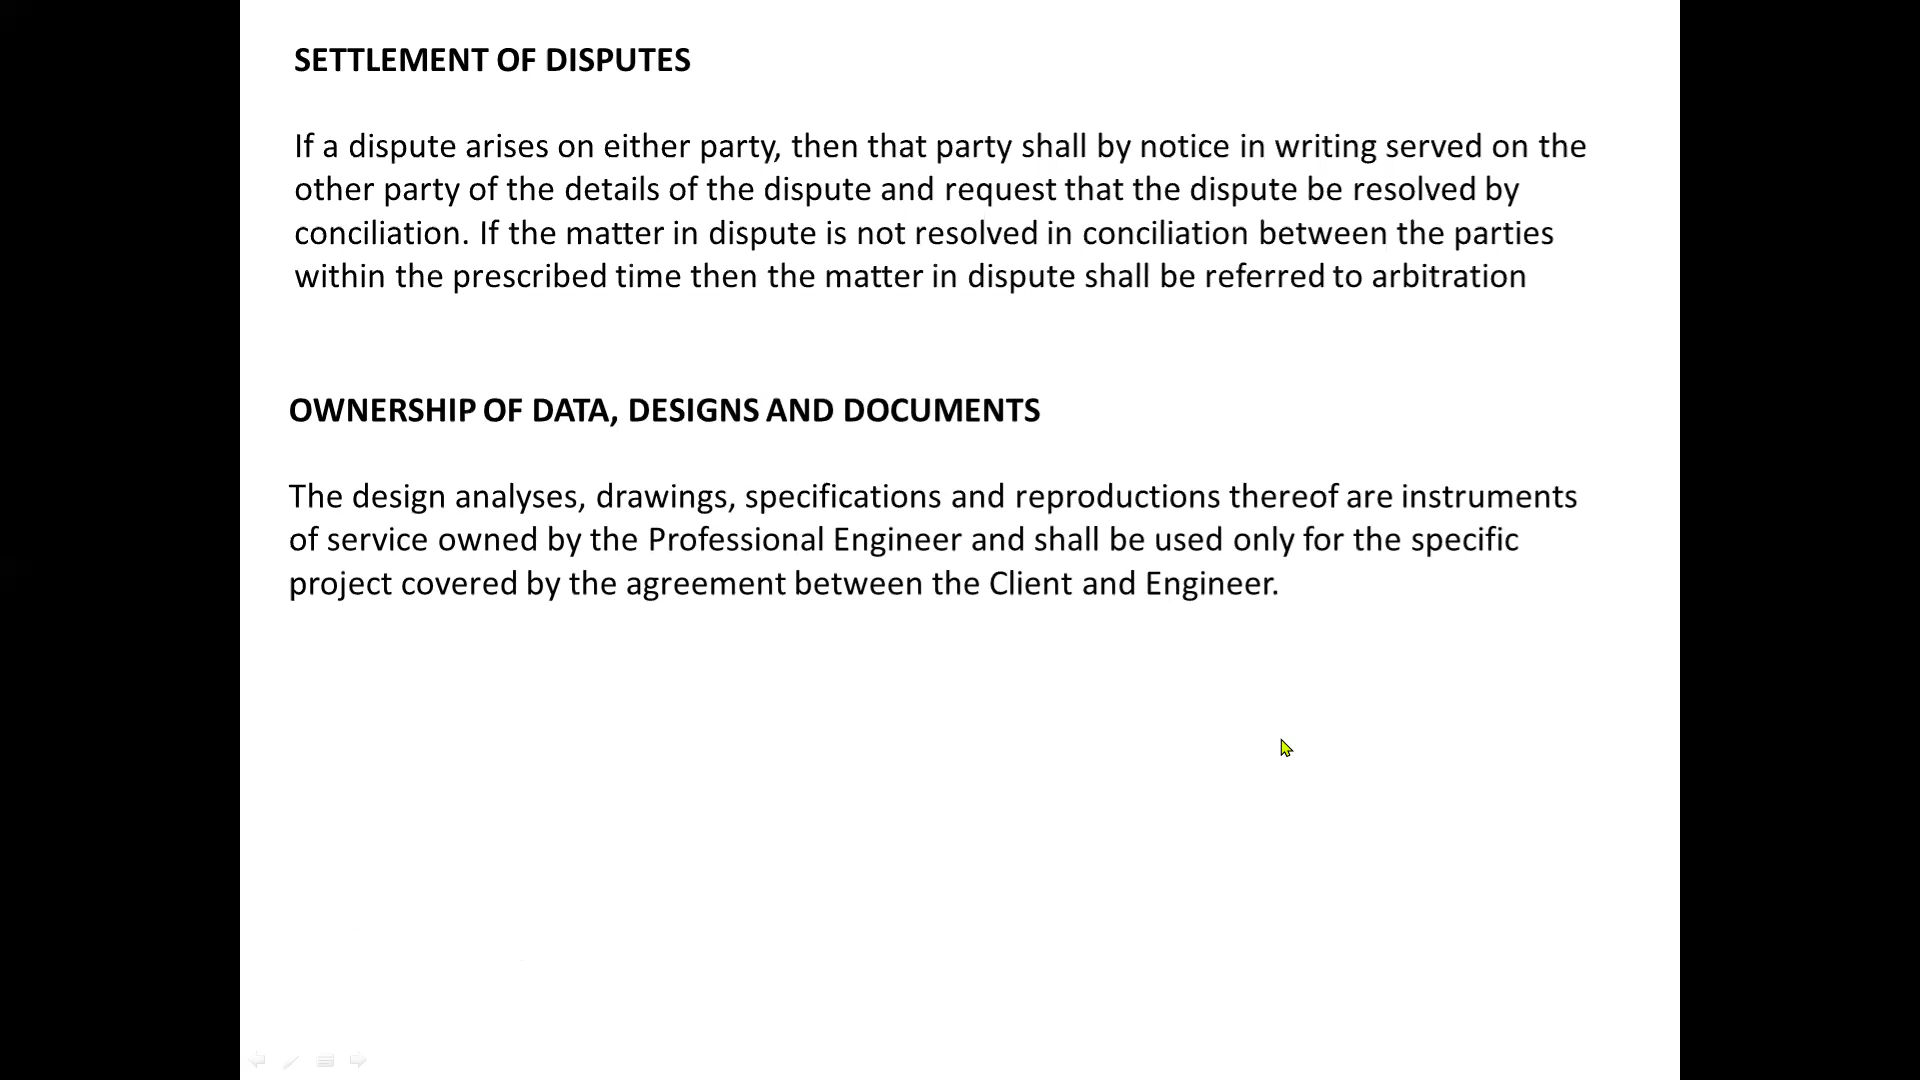 SETTLEMENT OF DISPUTES
If a dispute arises on either party, then that party shall by notice in writing served on the
other party of the details of the dispute and request that the dispute be resolved by
conciliation. If the matter in dispute is not resolved in conciliation between the parties
within the prescribed time then the matter in dispute shall be referred to arbitration
OWNERSHIP OF DATA, DESIGNS AND DOCUMENTS
The design analyses, drawings, specifications and reproductions thereof are instruments
of service owned by the Professional Engineer and shall be used only for the specific
project covered by the agreement between the Client and Engineer.